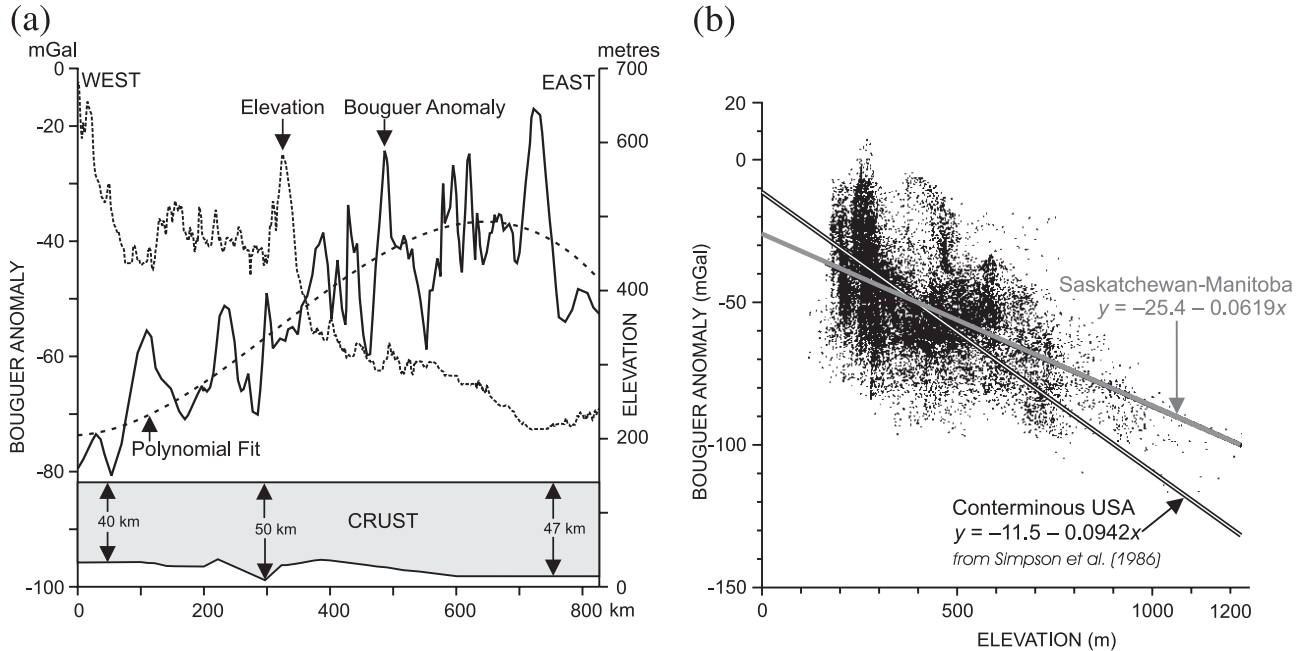 (a)
mGal
metres
0
-20
-40
-60
-80
-100
BOUGUER ANOMALY
WEST
EAST
Elevation
Bouguer Anomaly
Polynomial Fit
700
600
500
400
300
200
100
0
ELEVATION
40 km
50 km
CRUST
47 km
0
200
400
600
800
km
(b)
20
0
-50
-100
-150
BOUGUER ANOMALY (mGal)
Saskatchewan-Manitoba
y = –25.4 – 0.0619x
Conterminous USA
y = –11.5 – 0.0942x
from Simpson et al. [1986]
0
500
1000
1200
ELEVATION (m)